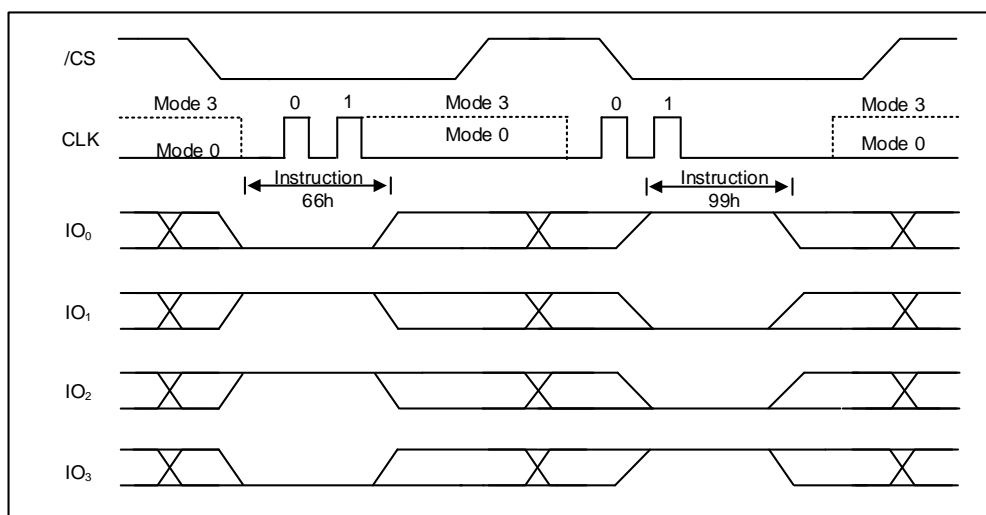 /CS
Mode 3 0 1 Mode 3 0 1 Mode 3
CLK Mode 0 Mode 0 Mode 0
Instruction Instruction
66h 99h
IO₀
IO₁
IO₂
IO₃